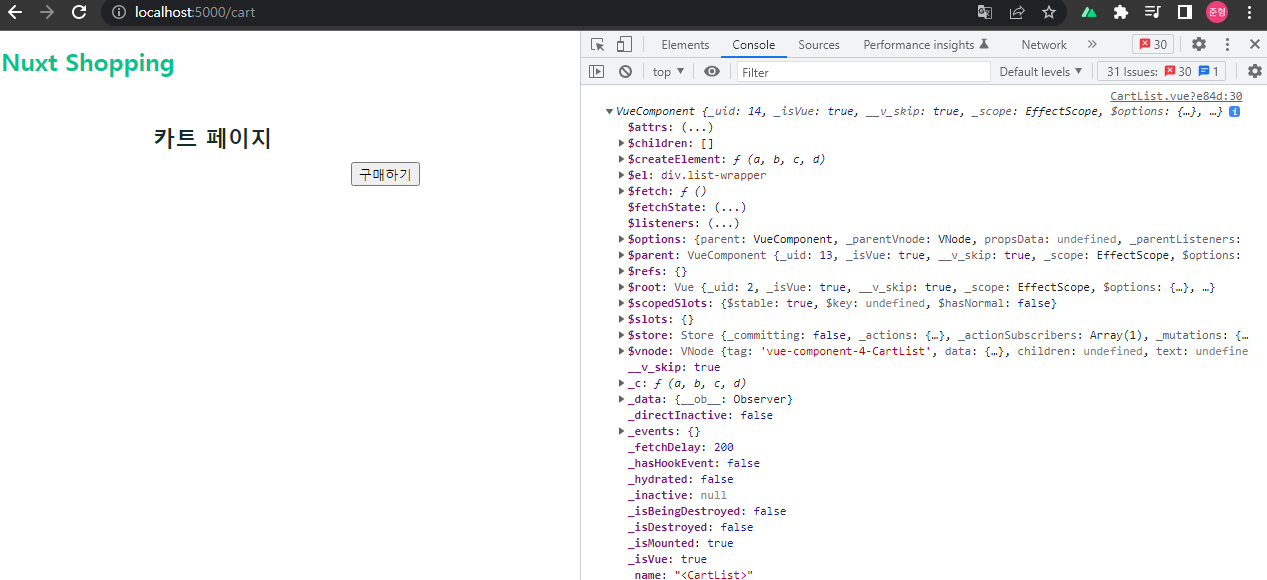 localhost:5000/cart
준형
Nuxt Shopping
카트 페이지
구매하기
Elements Console Sources Performance insights Network » 30
top ▼ Filter Default levels ▼ 31 Issues: 30 1
CartList.vue?e84d:30
▼VueComponent {_uid: 14, _isVue: true, __v_skip: true, _scope: EffectScope, $options: {…}, …} i
$attrs: (...)
▶$children: []
▶$createElement: ƒ (a, b, c, d)
▶$el: div.list-wrapper
▶$fetch: ƒ ()
$fetchState: (...)
$listeners: (...)
▶$options: {parent: VueComponent, _parentVnode: VNode, propsData: undefined, _parentListeners:
▶$parent: VueComponent {_uid: 13, _isVue: true, __v_skip: true, _scope: EffectScope, $options:
▶$refs: {}
▶$root: Vue {_uid: 2, _isVue: true, __v_skip: true, _scope: EffectScope, $options: {…}, …}
▶$scopedSlots: {$stable: true, $key: undefined, $hasNormal: false}
▶$slots: {}
▶$store: Store {_committing: false, _actions: {…}, _actionSubscribers: Array(1), _mutations: {…
▶$vnode: VNode {tag: 'vue-component-4-CartList', data: {…}, children: undefined, text: undefine
__v_skip: true
▶_c: ƒ (a, b, c, d)
▶_data: {__ob__: Observer}
_directInactive: false
▶_events: {}
_fetchDelay: 200
_hasHookEvent: false
_hydrated: false
_inactive: null
_isBeingDestroyed: false
_isDestroyed: false
_isMounted: true
_isVue: true
_name: "<CartList>"